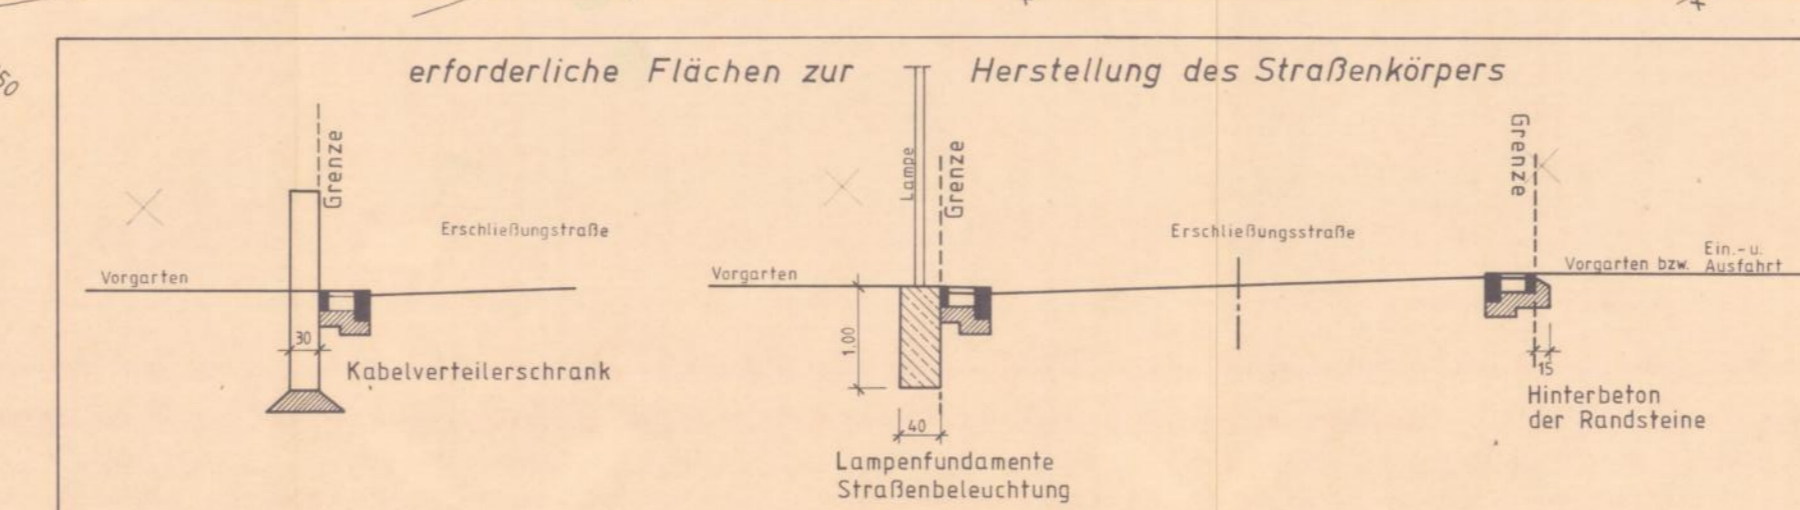 erforderliche Flächen zur Herstellung des Straßenkörpers
50
Grenze
Erschließungstraße
Vorgarten
30
Kabelverteilerschrank
Lampe
Grenze
Vorgarten
Erschließungsstraße
1.00
40
Lampenfundamente
Straßenbeleuchtung
Grenze
Ein.- u.
Vorgarten bzw. Ausfahrt
15
Hinterbeton
der Randsteine